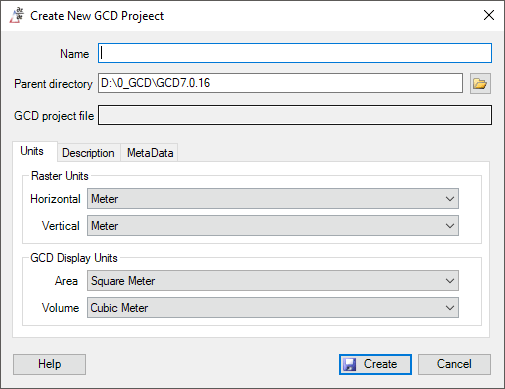 Create New GCD Projeect
Name
Parent directory D:\0_GCD\GCD7.0.16
GCD project file
Units Description MetaData
Raster Units
Horizontal Meter
Vertical Meter
GCD Display Units
Area Square Meter
Volume Cubic Meter
Help Create Cancel